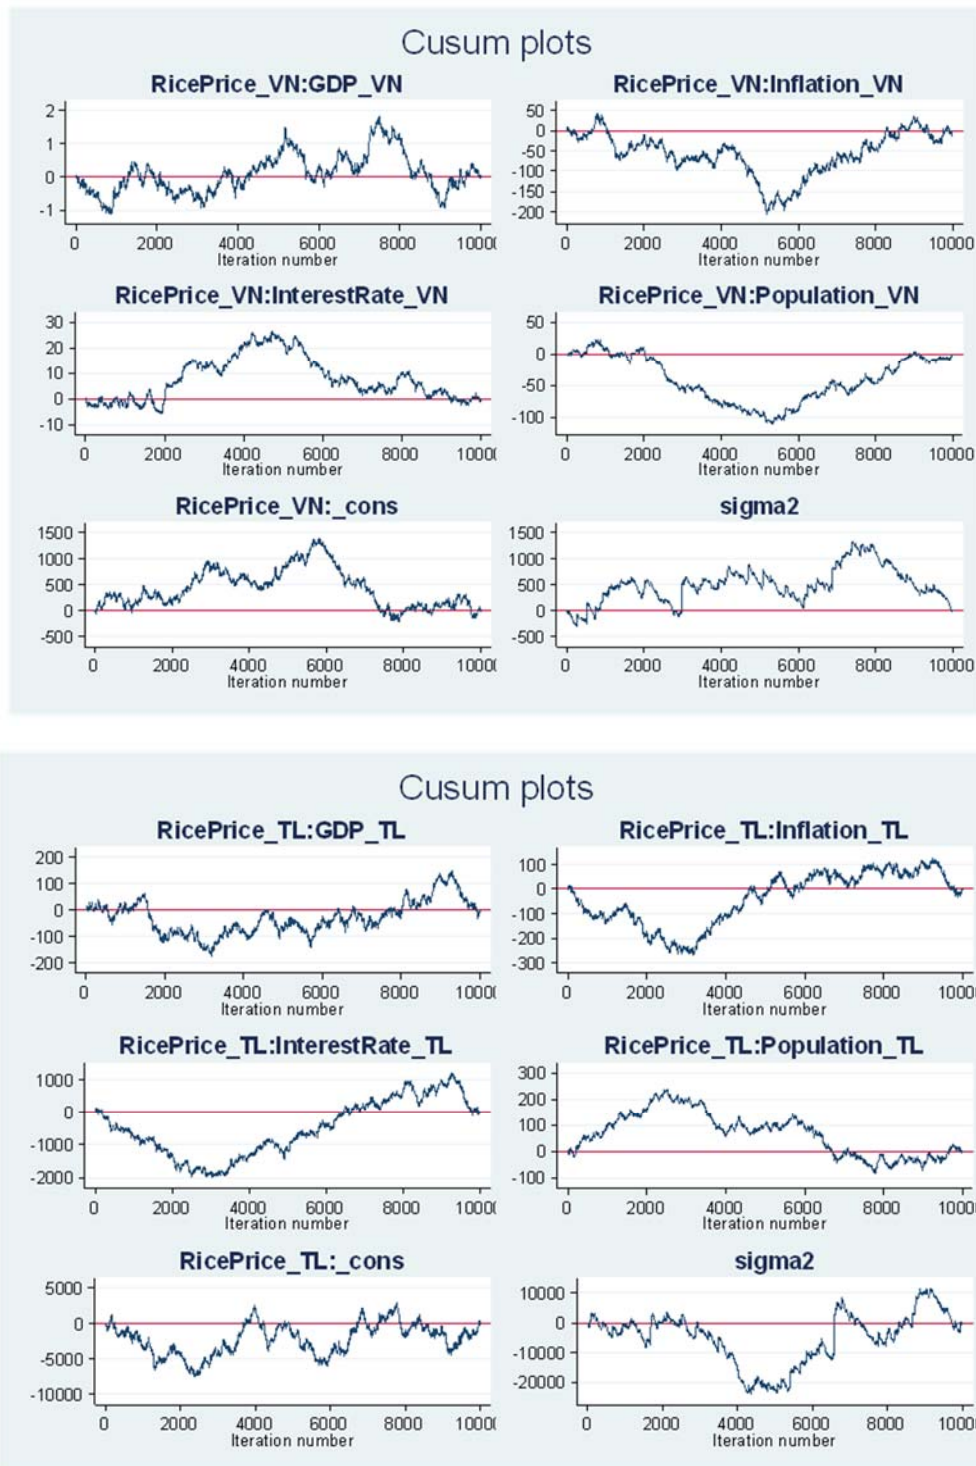 Cusum plots
RicePrice_VN:GDP_VN
2
1
0
-1
0 2000 4000 6000 8000 1000
Iteration number
RicePrice_VN:Inflation_VN
50
0
-50
-100
-150
-200
0 2000 4000 6000 8000 10000
Iteration number
RicePrice_VN:InterestRate_VN
30
20
10
0
-10
0 2000 4000 6000 8000 1000
Iteration number
RicePrice_VN:Population_VN
50
0
-50
-100
0 2000 4000 6000 8000 10000
Iteration number
RicePrice_VN:_cons
1500
1000
500
0
-500
0 2000 4000 6000 8000 1000
Iteration number
sigma2
1500
1000
500
0
-500
0 2000 4000 6000 8000 10000
Iteration number
Cusum plots
RicePrice_TL:GDP_TL
200
100
0
-100
-200
0 2000 4000 6000 8000 1000
Iteration number
RicePrice_TL:Inflation_TL
100
0
-100
-200
-300
0 2000 4000 6000 8000 1000
Iteration number
RicePrice_TL:InterestRate_TL
1000
0
-1000
-2000
0 2000 4000 6000 8000 1000
Iteration number
RicePrice_TL:Population_TL
300
200
100
0
-100
0 2000 4000 6000 8000 1000
Iteration number
RicePrice_TL:_cons
5000
0
-5000
-10000
0 2000 4000 6000 8000 1000
Iteration number
sigma2
10000
0
-10000
-20000
0 2000 4000 6000 8000 1000
Iteration number